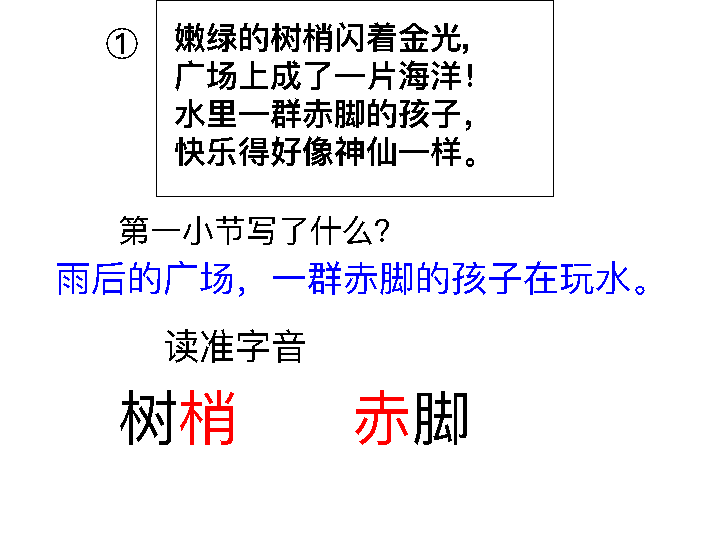 ①
嫩绿的树梢闪着金光，
广场上成了一片海洋！
水里一群赤脚的孩子，
快乐得好像神仙一样。
第一小节写了什么？
雨后的广场，一群赤脚的孩子在玩水。
读准字音
树梢 赤脚